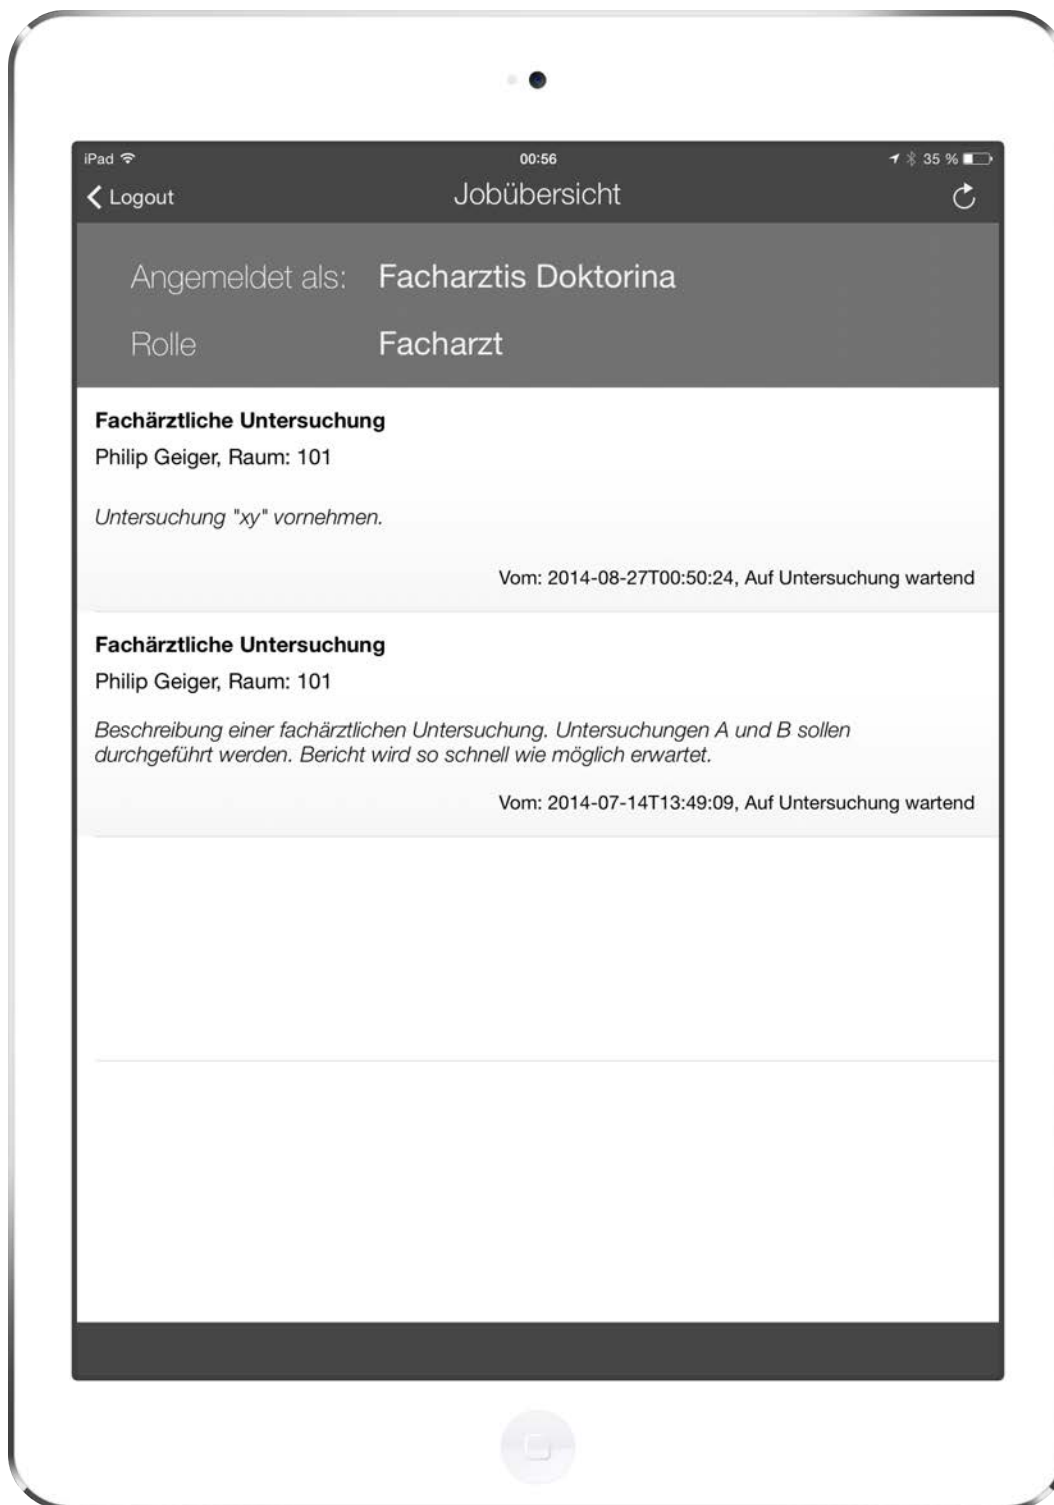 iPad 00:56 35 %
Logout Jobübersicht
Angemeldet als: Facharztis Doktorina
Rolle Facharzt
Fachärztliche Untersuchung
Philip Geiger, Raum: 101
Untersuchung "xy" vornehmen.
Vom: 2014-08-27T00:50:24, Auf Untersuchung wartend
Fachärztliche Untersuchung
Philip Geiger, Raum: 101
Beschreibung einer fachärztlichen Untersuchung. Untersuchungen A und B sollen
durchgeführt werden. Bericht wird so schnell wie möglich erwartet.
Vom: 2014-07-14T13:49:09, Auf Untersuchung wartend